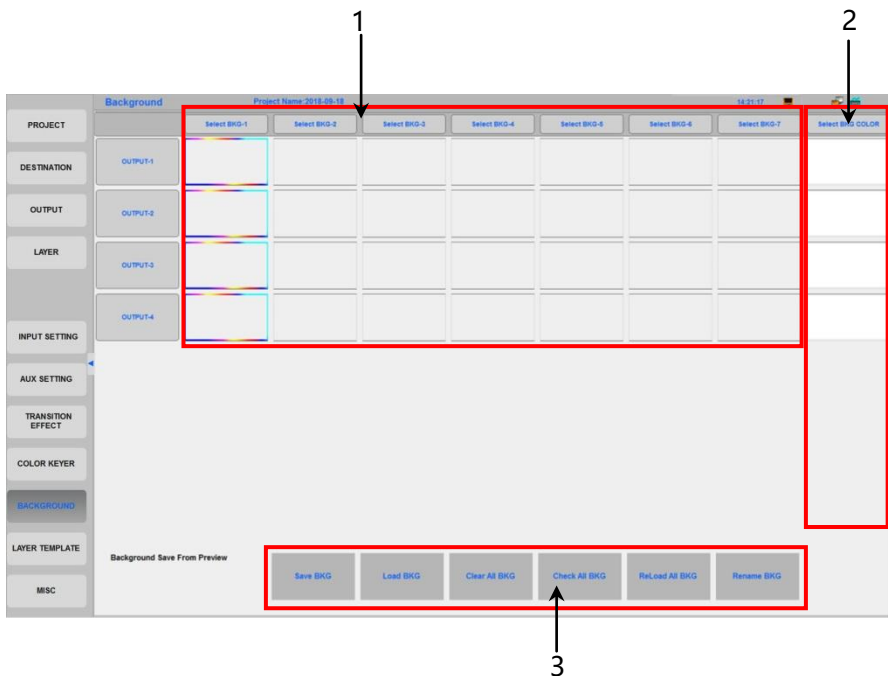 1
2
Background
Project Name:2018-09-18
14:21:17
PROJECT
Select BKG-1
Select BKG-2
Select BKG-3
Select BKG-4
Select BKG-5
Select BKG-6
Select BKG-7
Select BKG COLOR
DESTINATION
OUTPUT-1
OUTPUT
OUTPUT-2
LAYER
OUTPUT-3
OUTPUT-4
INPUT SETTING
AUX SETTING
TRANSITION
EFFECT
COLOR KEYER
BACKGROUND
LAYER TEMPLATE
Background Save From Preview
Save BKG
Load BKG
Clear All BKG
Check All BKG
ReLoad All BKG
Rename BKG
MISC
3